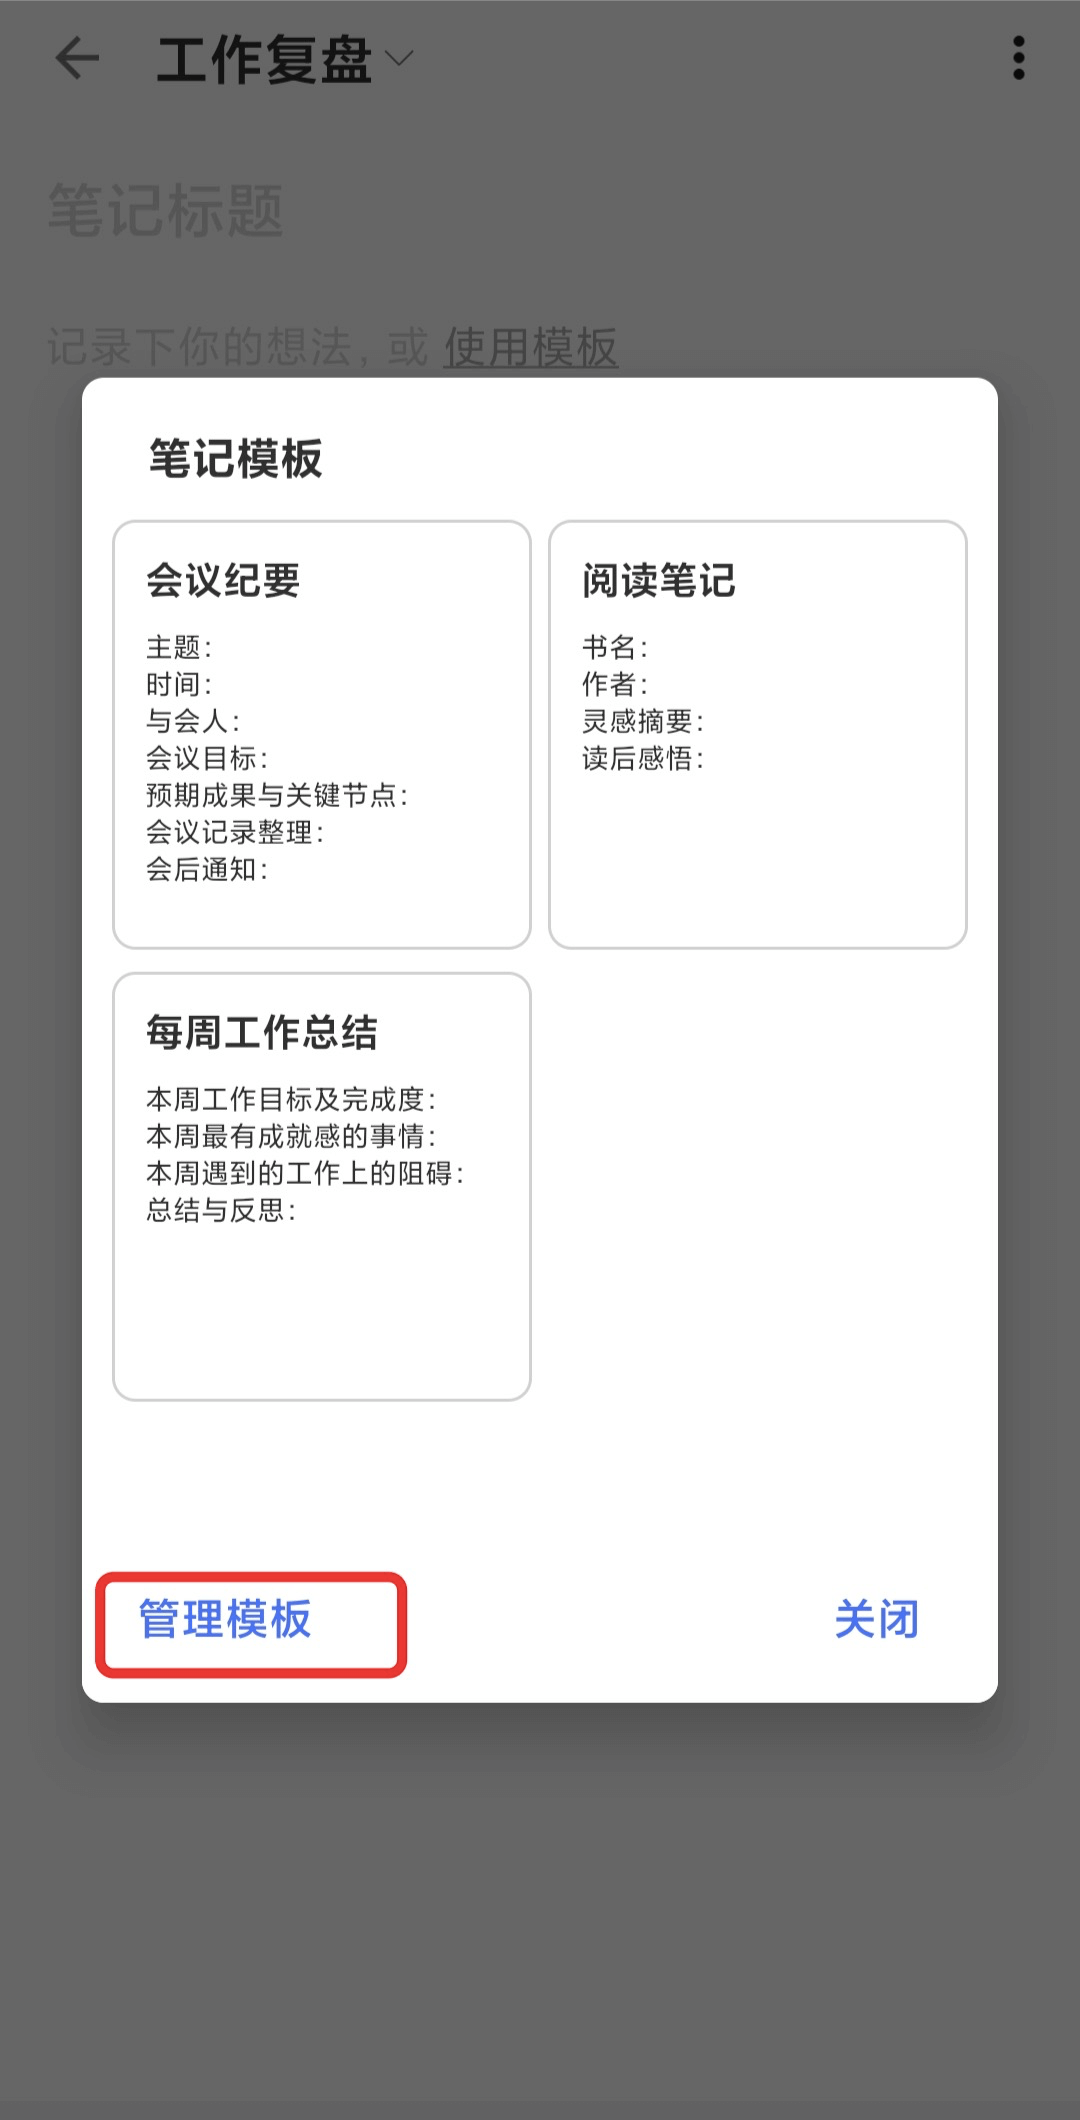 工作复盘
笔记标题
记录下你的想法，或 使用模板
笔记模板
会议纪要
主题：
时间：
与会人：
会议目标：
预期成果与关键节点：
会议记录整理：
会后通知：
阅读笔记
书名：
作者：
灵感摘要：
读后感悟：
每周工作总结
本周工作目标及完成度：
本周最有成就感的事情：
本周遇到的工作上的阻碍：
总结与反思：
管理模板
关闭